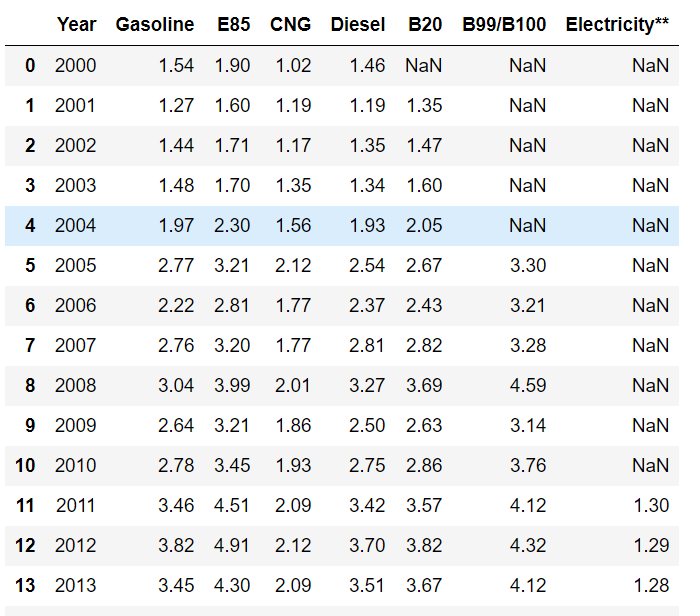 Year Gasoline E85 CNG Diesel B20 B99/B100 Electricity**
0 2000 1.54 1.90 1.02 1.46 NaN NaN NaN
1 2001 1.27 1.60 1.19 1.19 1.35 NaN NaN
2 2002 1.44 1.71 1.17 1.35 1.47 NaN NaN
3 2003 1.48 1.70 1.35 1.34 1.60 NaN NaN
4 2004 1.97 2.30 1.56 1.93 2.05 NaN NaN
5 2005 2.77 3.21 2.12 2.54 2.67 3.30 NaN
6 2006 2.22 2.81 1.77 2.37 2.43 3.21 NaN
7 2007 2.76 3.20 1.77 2.81 2.82 3.28 NaN
8 2008 3.04 3.99 2.01 3.27 3.69 4.59 NaN
9 2009 2.64 3.21 1.86 2.50 2.63 3.14 NaN
10 2010 2.78 3.45 1.93 2.75 2.86 3.76 NaN
11 2011 3.46 4.51 2.09 3.42 3.57 4.12 1.30
12 2012 3.82 4.91 2.12 3.70 3.82 4.32 1.29
13 2013 3.45 4.30 2.09 3.51 3.67 4.12 1.28